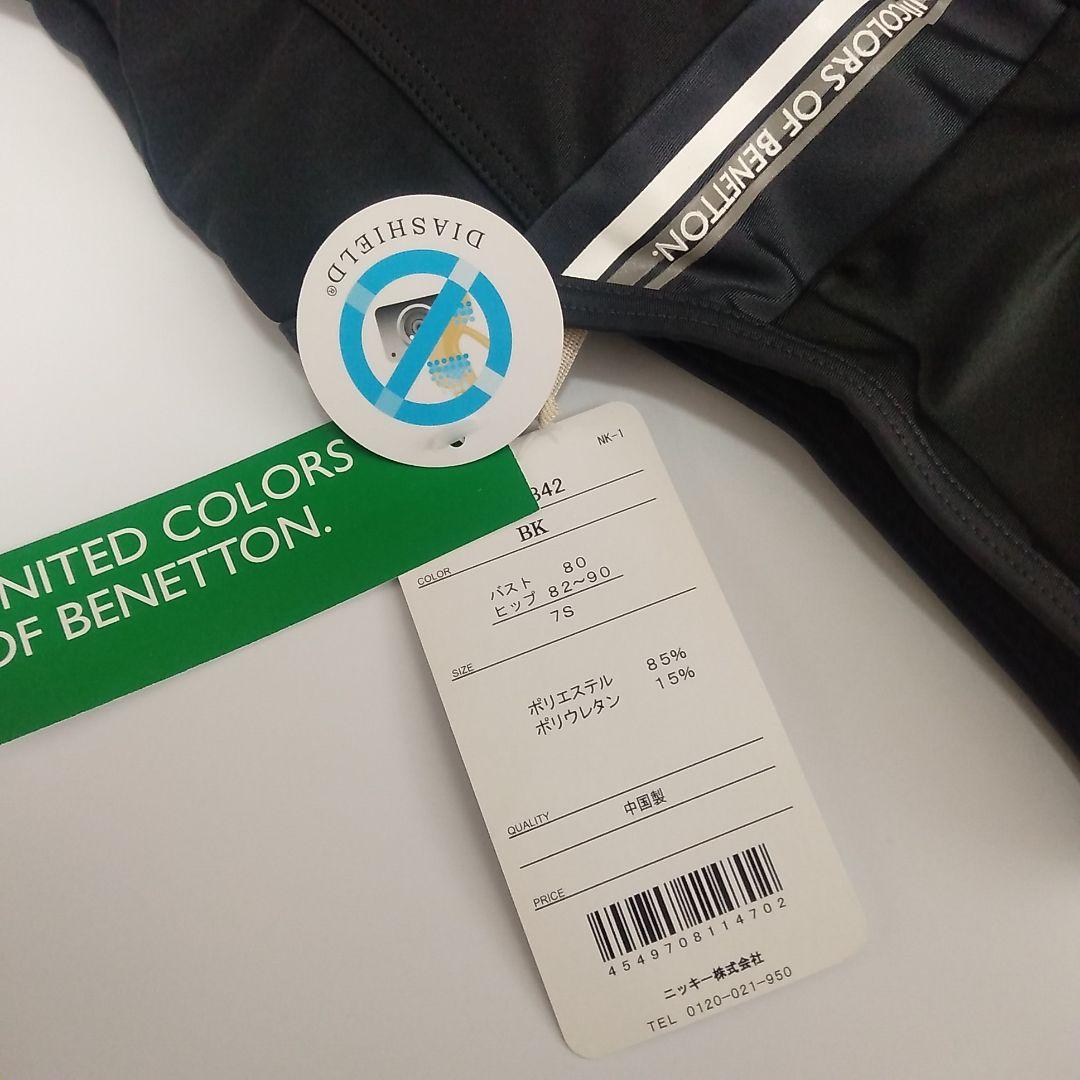 COLORS OF BENETTON.
DIASHIELD®
NITED COLORS
OF BENETTON.
NK-1
342
COLOR BK
バスト 80
ヒップ 82~90
7S
SIZE
ポリエステル 85%
ポリウレタン 15%
QUALITY
中国製
PRICE
4549708114702
ニッキー株式会社
TEL 0120-021-950